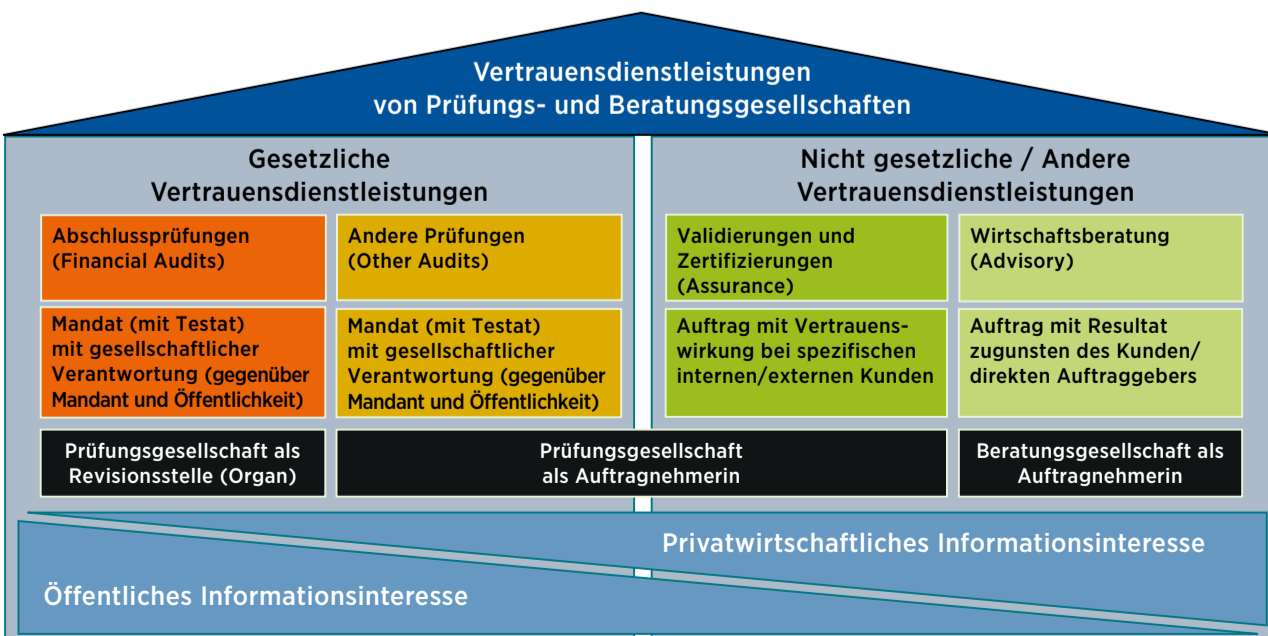 Vertrauensdienstleistungen
von Prüfungs- und Beratungsgesellschaften
Gesetzliche
Vertrauensdienstleistungen
Nicht gesetzliche / Andere
Vertrauensdienstleistungen
Abschlussprüfungen
(Financial Audits)
Andere Prüfungen
(Other Audits)
Validierungen und
Zertifizierungen
(Assurance)
Wirtschaftsberatung
(Advisory)
Mandat (mit Testat)
mit gesellschaftlicher
Verantwortung (gegenüber
Mandant und Öffentlichkeit)
Mandat (mit Testat)
mit gesellschaftlicher
Verantwortung (gegenüber
Mandant und Öffentlichkeit)
Auftrag mit Vertrauens-
wirkung bei spezifischen
internen/externen Kunden
Auftrag mit Resultat
zugunsten des Kunden/
direkten Auftraggebers
Prüfungsgesellschaft als
Revisionsstelle (Organ)
Prüfungsgesellschaft
als Auftragnehmerin
Beratungsgesellschaft als
Auftragnehmerin
Privatwirtschaftliches Informationsinteresse
Öffentliches Informationsinteresse